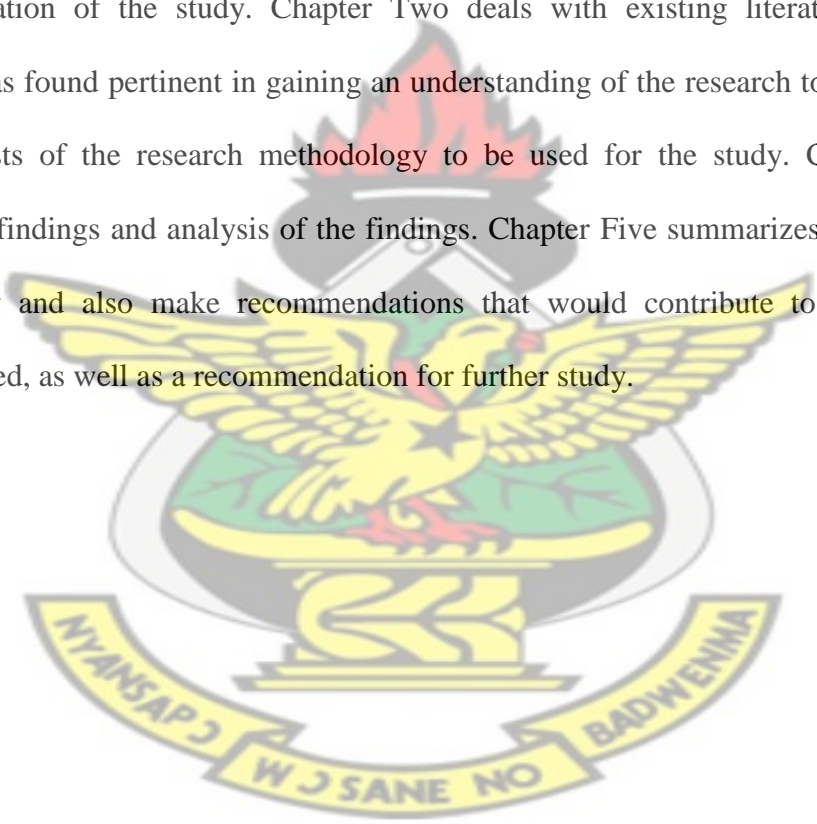 ation of the study. Chapter Two deals with existing literat
s found pertinent in gaining an understanding of the research to
sts of the research methodology to be used for the study. C
findings and analysis of the findings. Chapter Five summarizes
and also make recommendations that would contribute to
ed, as well as a recommendation for further study.
NYANSAPƆ
WƆ SANE NO
BADWENMA